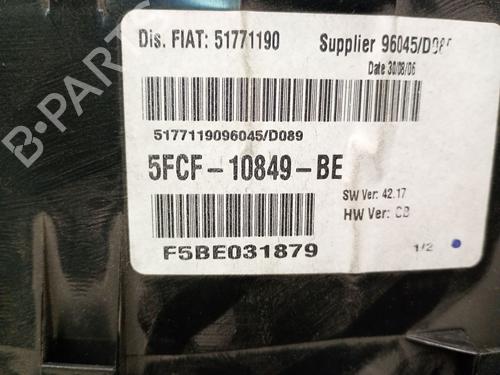 B-PARTS
Dis. FIAT: 51771190 Supplier 96045/D085
Date 30/08/06
5177119096045/D089
5FCF-10849-BE
SW Ver: 42.17
HW Ver: CB
F5BE031879
1/2